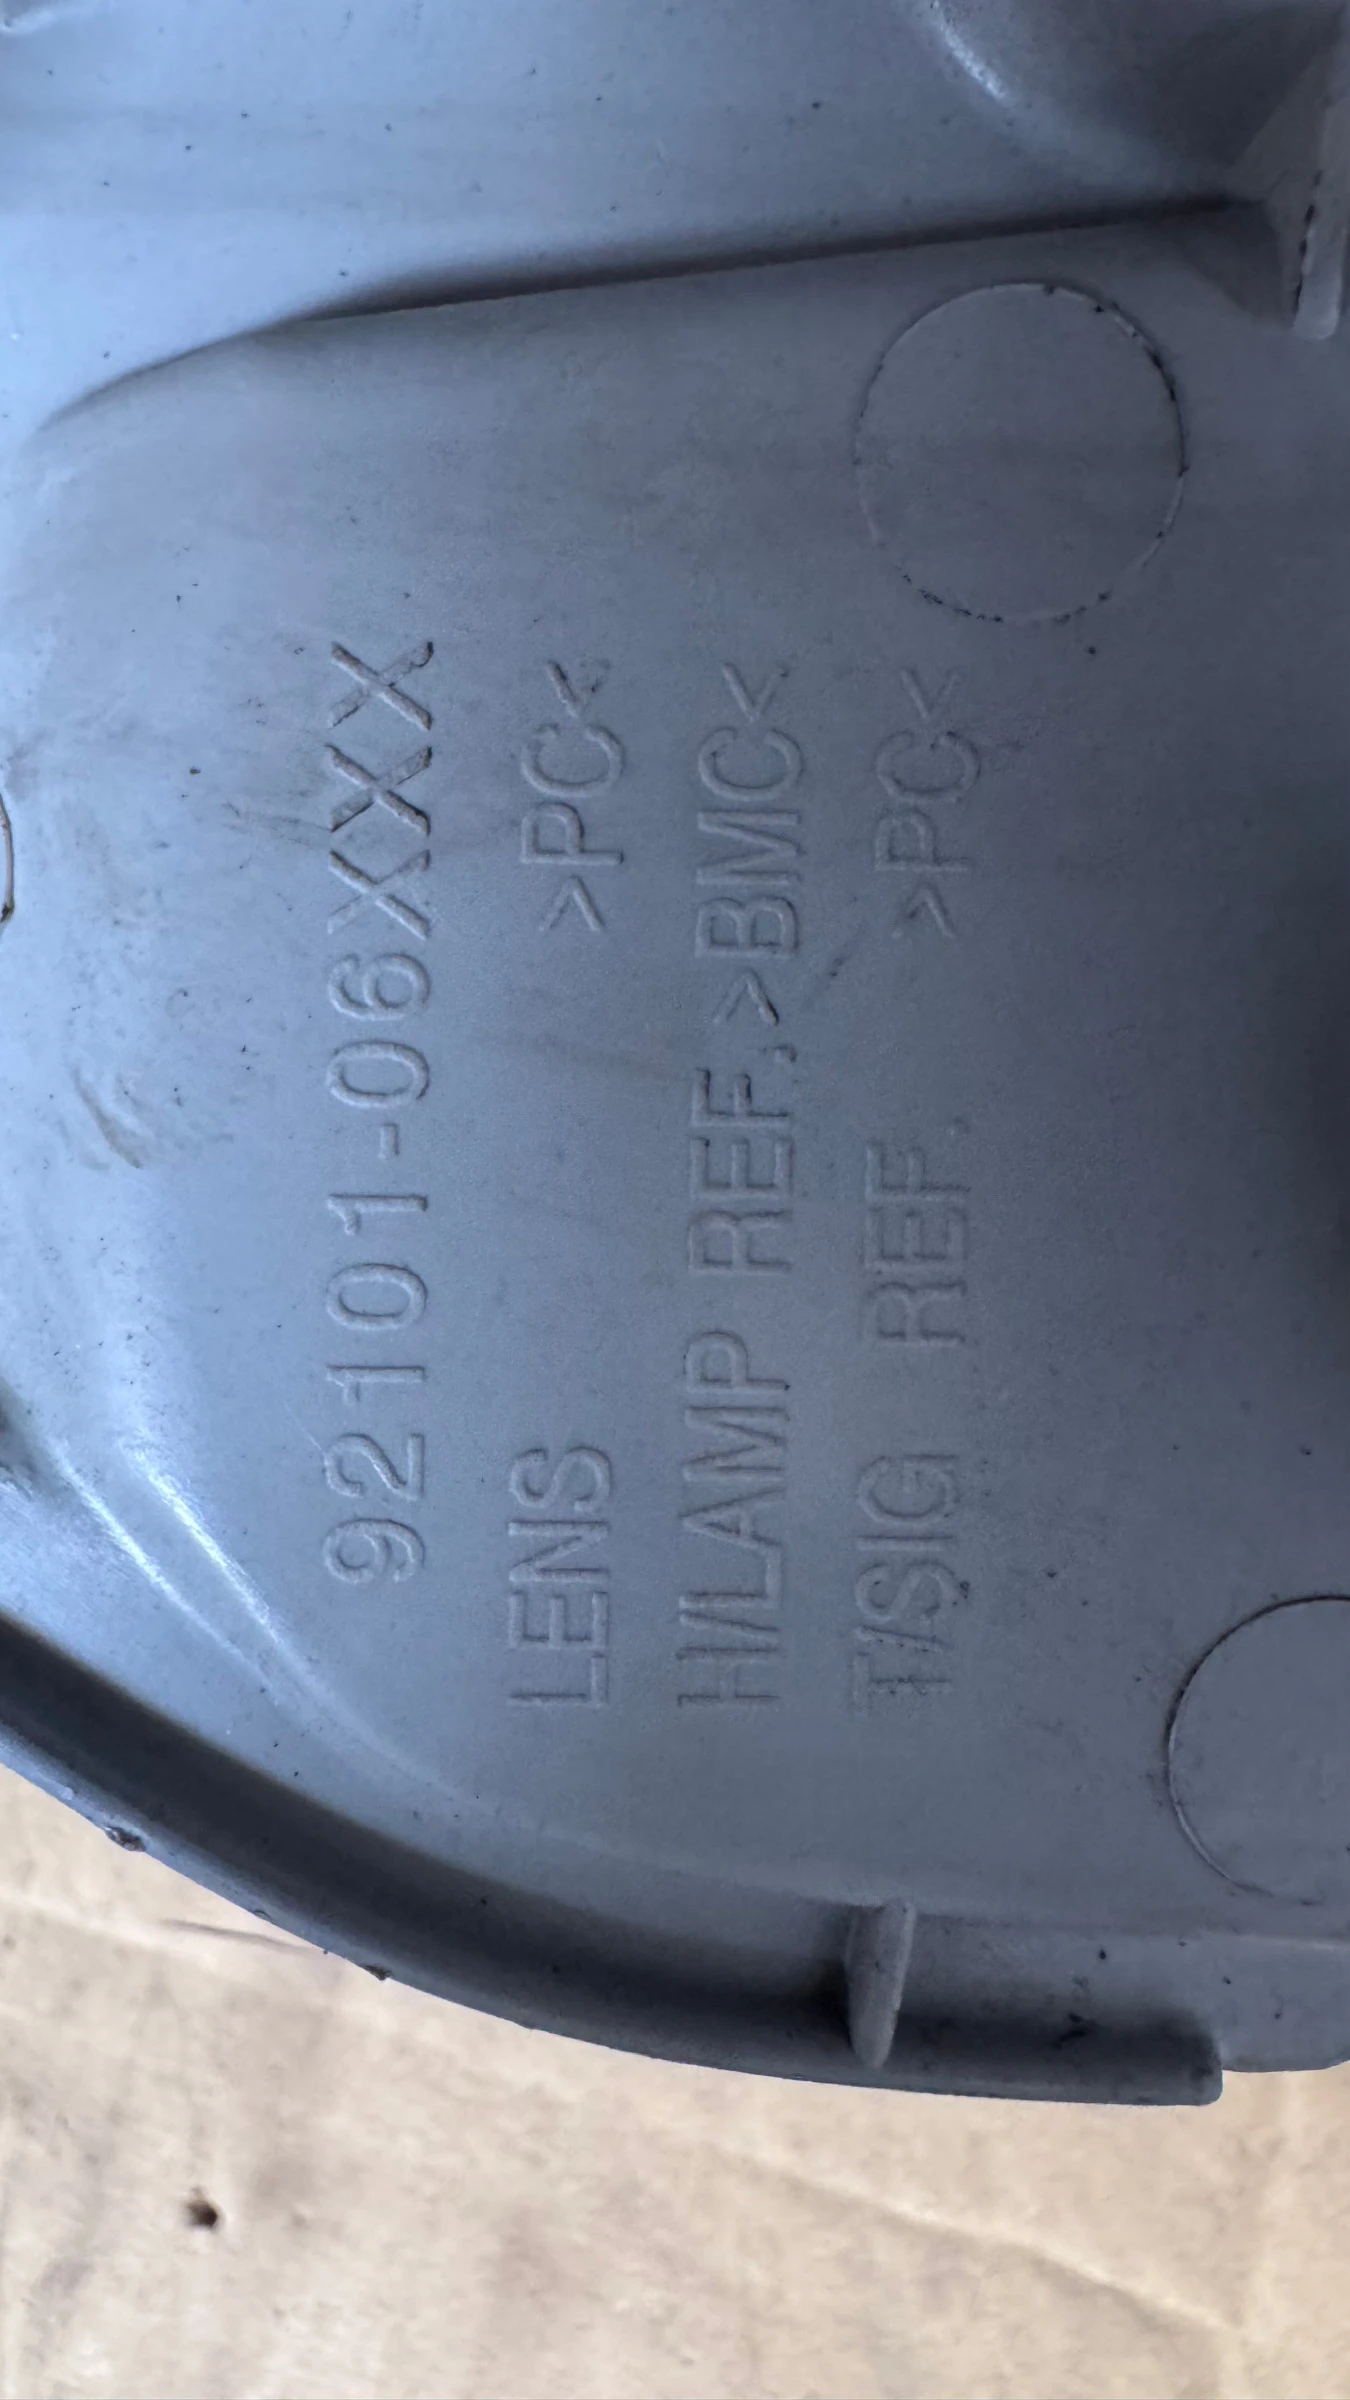 92101-06XXX
LENS >PC<
H/LAMP REF.>BMC<
T/SIG REF. >PC<